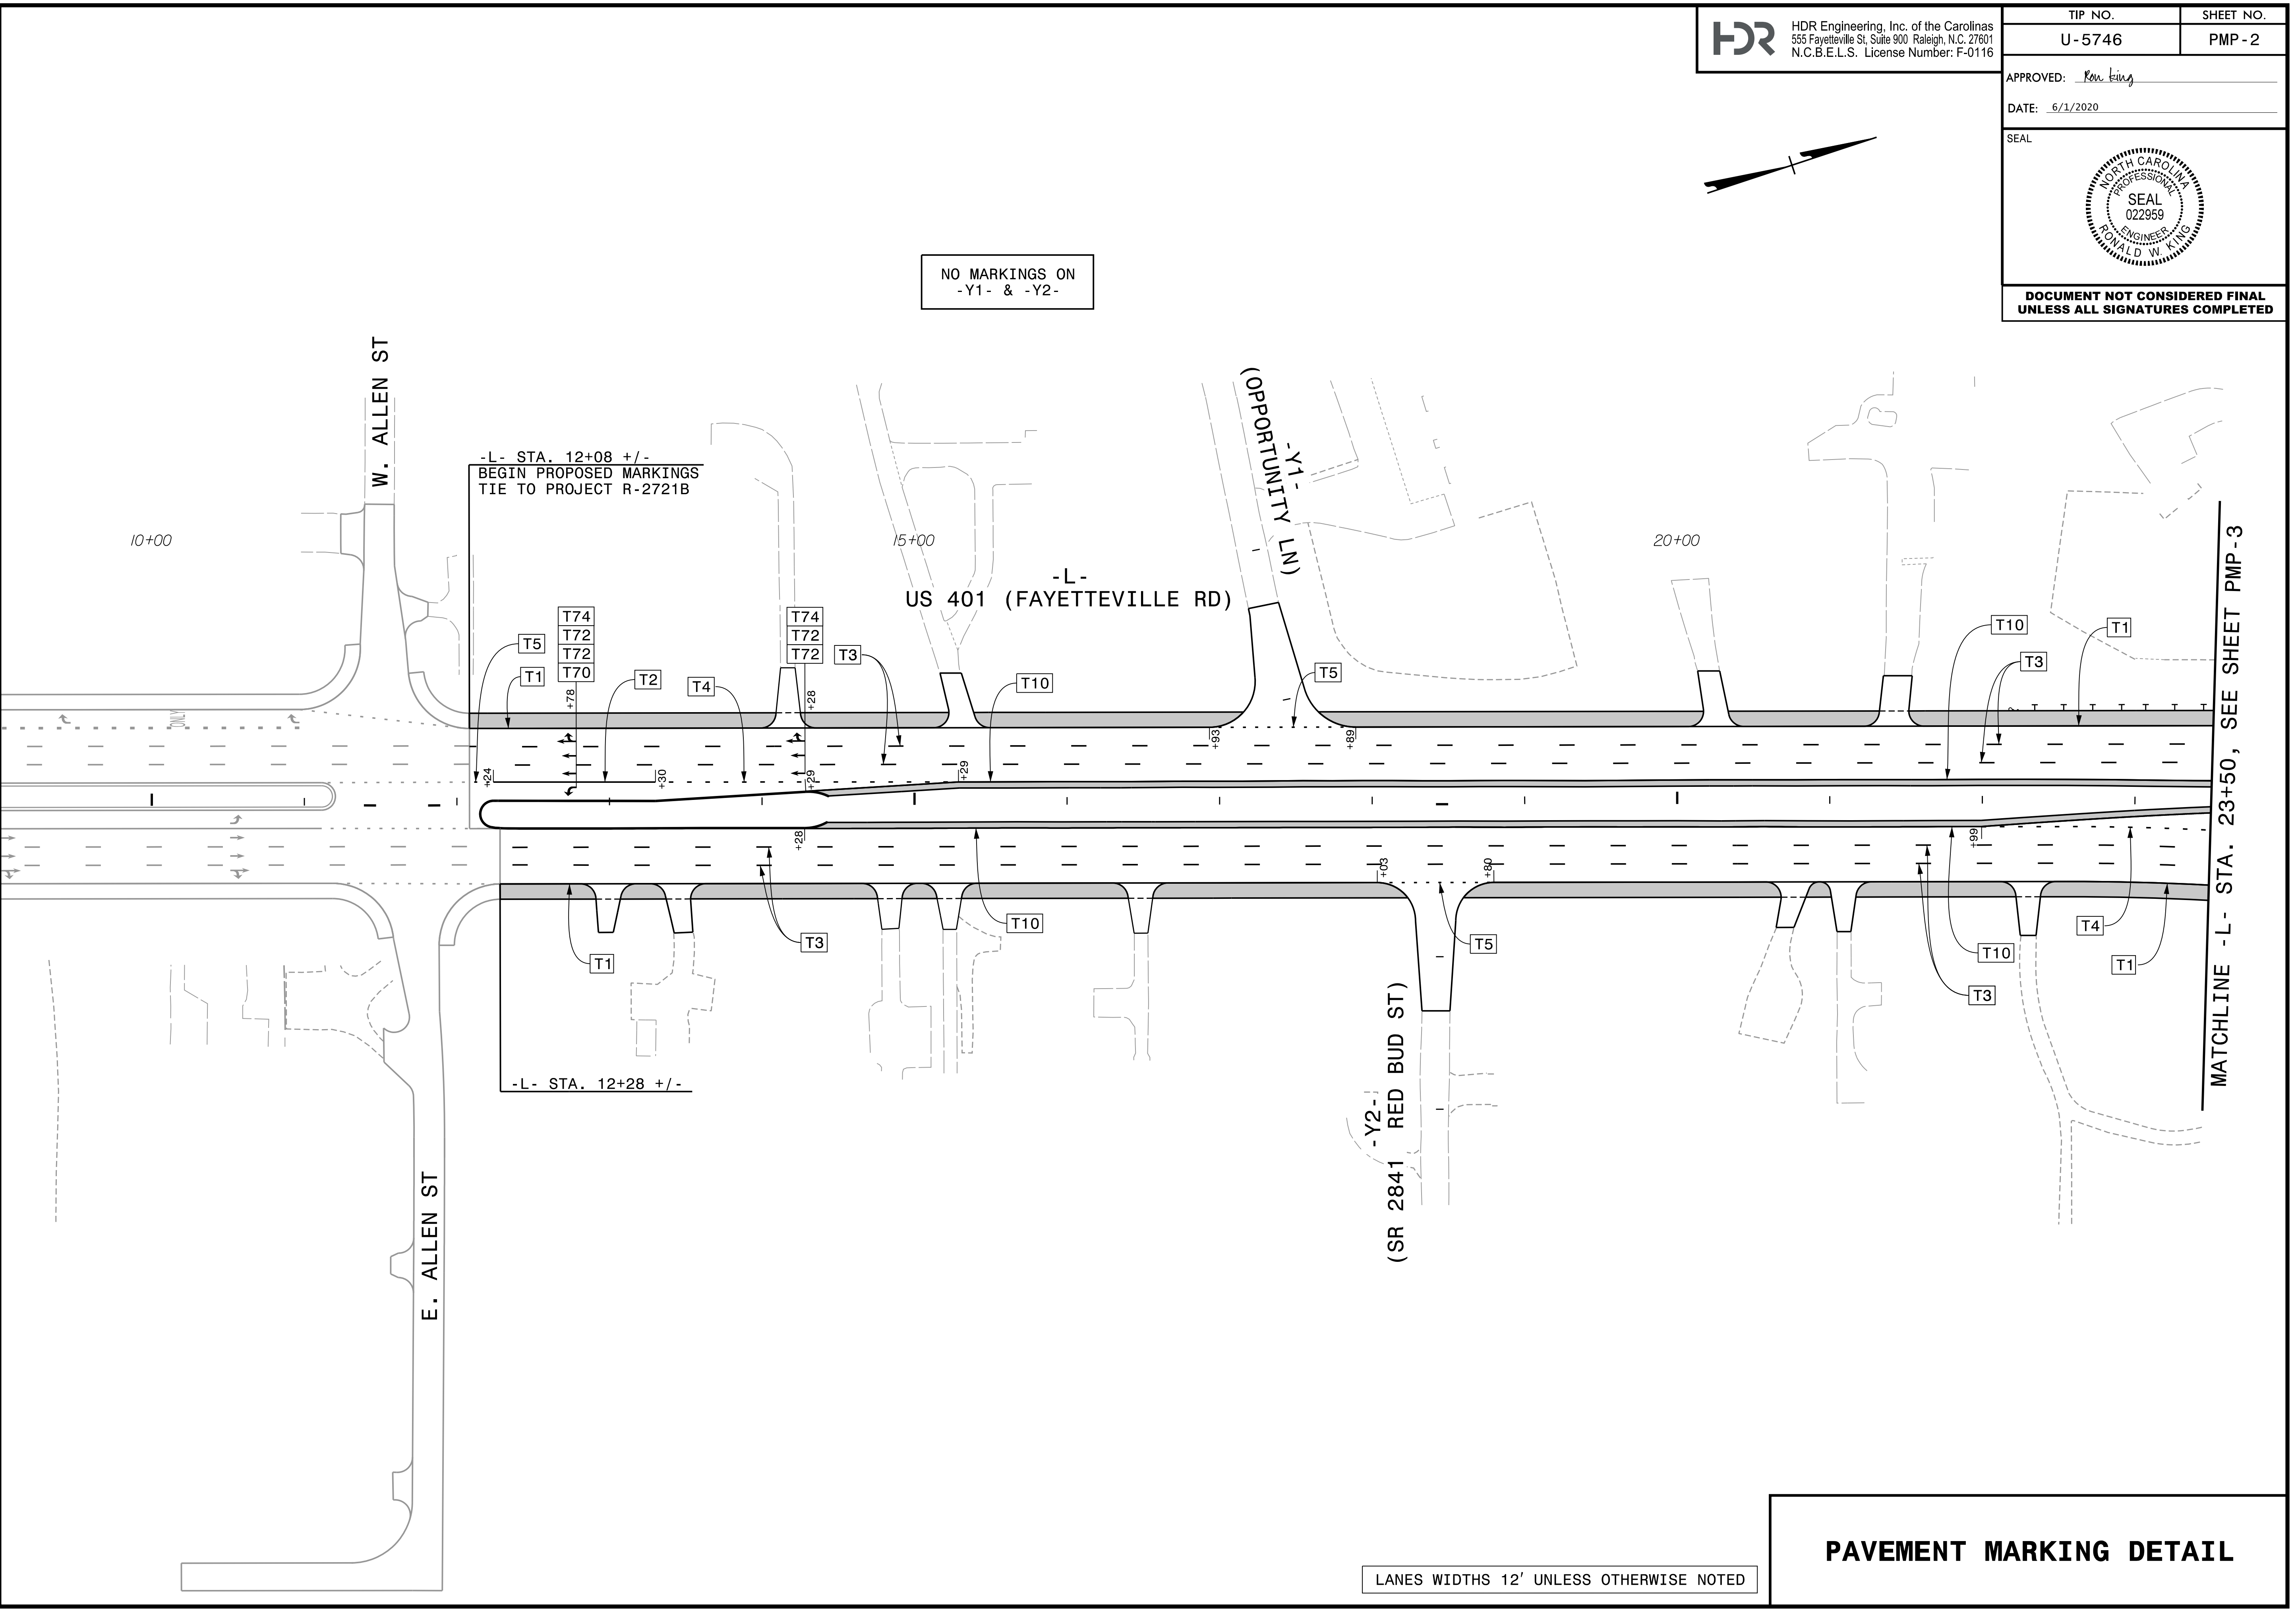 HDR
HDR Engineering, Inc. of the Carolinas
555 Fayetteville St, Suite 900 Raleigh, N.C. 27601
N.C.B.E.L.S. License Number: F-0116
TIP NO.
SHEET NO.
U-5746
PMP-2
APPROVED: Ron King
DATE: 6/1/2020
SEAL
NORTH CAROLINA
PROFESSIONAL
SEAL
022959
ENGINEER
RONALD W. KING
DOCUMENT NOT CONSIDERED FINAL
UNLESS ALL SIGNATURES COMPLETED
NO MARKINGS ON
-Y1- & -Y2-
W. ALLEN ST
-L- STA. 12+08 +/-
BEGIN PROPOSED MARKINGS
TIE TO PROJECT R-2721B
-Y1-
(OPPORTUNITY LN)
10+00
15+00
20+00
-L-
US 401 (FAYETTEVILLE RD)
T74
T72
T72
T70
T74
T72
T72
T5
T1
T2
T4
T3
T10
T5
T10
T3
T1
+78
+28
ONLY
+93
+89
+24
+30
+29
+29
+28
+03
+80
+99
T1
T3
T10
T5
T3
T10
T4
T1
MATCHLINE -L- STA. 23+50, SEE SHEET PMP-3
-L- STA. 12+28 +/-
-Y2-
(SR 2841 RED BUD ST)
E. ALLEN ST
LANES WIDTHS 12' UNLESS OTHERWISE NOTED
PAVEMENT MARKING DETAIL